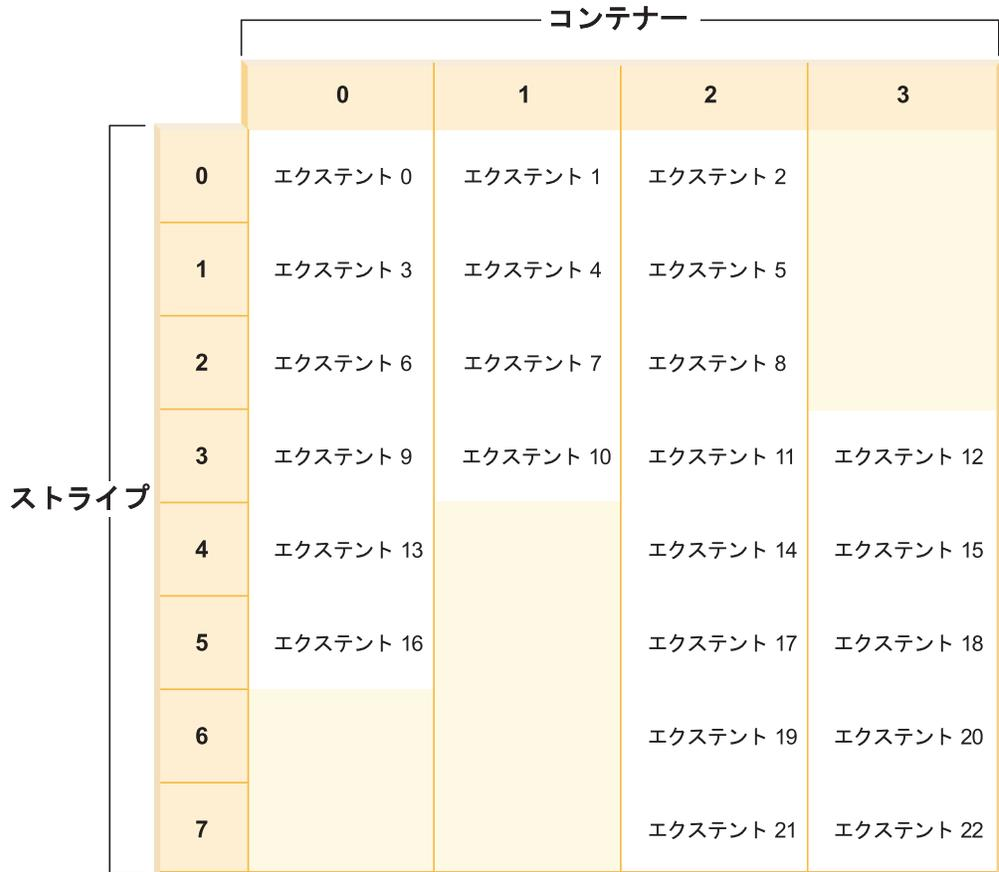 コンテナー
0 1 2 3
0 エクステント 0 エクステント 1 エクステント 2
1 エクステント 3 エクステント 4 エクステント 5
2 エクステント 6 エクステント 7 エクステント 8
3 エクステント 9 エクステント 10 エクステント 11 エクステント 12
ストライプ
4 エクステント 13 エクステント 14 エクステント 15
5 エクステント 16 エクステント 17 エクステント 18
6 エクステント 19 エクステント 20
7 エクステント 21 エクステント 22